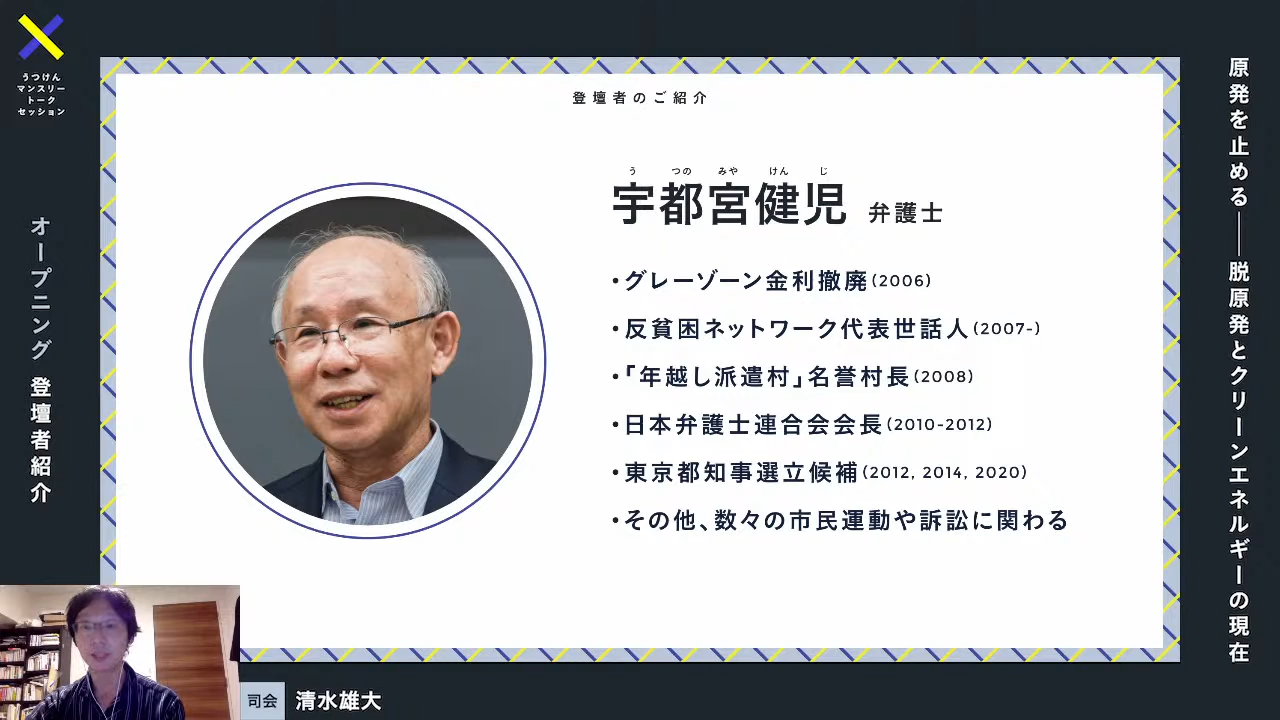 うつけん
マンスリー
トーク
セッション
オープニング 登壇者紹介
登壇者のご紹介
う つのみや けん じ
宇都宮健児 弁護士
・グレーゾーン金利撤廃(2006)
・反貧困ネットワーク代表世話人(2007-)
・「年越し派遣村」名誉村長(2008)
・日本弁護士連合会会長(2010-2012)
・東京都知事選立候補(2012, 2014, 2020)
・その他、数々の市民運動や訴訟に関わる
原発を止める——脱原発とクリーンエネルギーの現在
司会 清水雄大